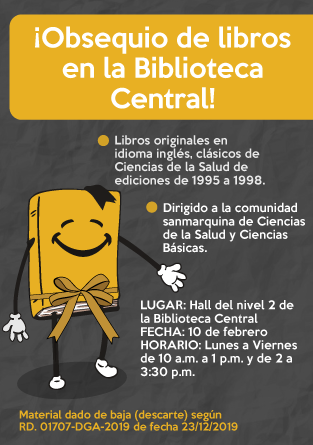 ¡Obsequio de libros
en la Biblioteca
Central!
Libros originales en
idioma inglés, clásicos de
Ciencias de la Salud de
ediciones de 1995 a 1998.
Dirigido a la comunidad
sanmarquina de Ciencias
de la Salud y Ciencias
Básicas.
LUGAR: Hall del nivel 2 de
la Biblioteca Central
FECHA: 10 de febrero
HORARIO: Lunes a Viernes
de 10 a.m. a 1 p.m. y de 2 a
3:30 p.m.
Material dado de baja (descarte) según
RD. 01707-DGA-2019 de fecha 23/12/2019